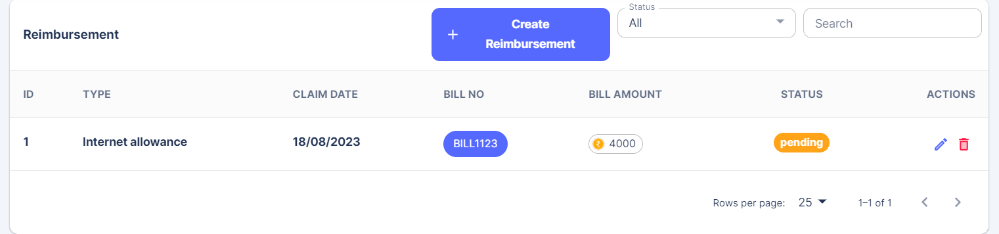 Reimbursement
+ Create
Reimbursement
Status
All
Search
ID TYPE CLAIM DATE BILL NO BILL AMOUNT STATUS ACTIONS
1 Internet allowance 18/08/2023 BILL1123 ₹ 4000 pending
Rows per page: 25 1–1 of 1